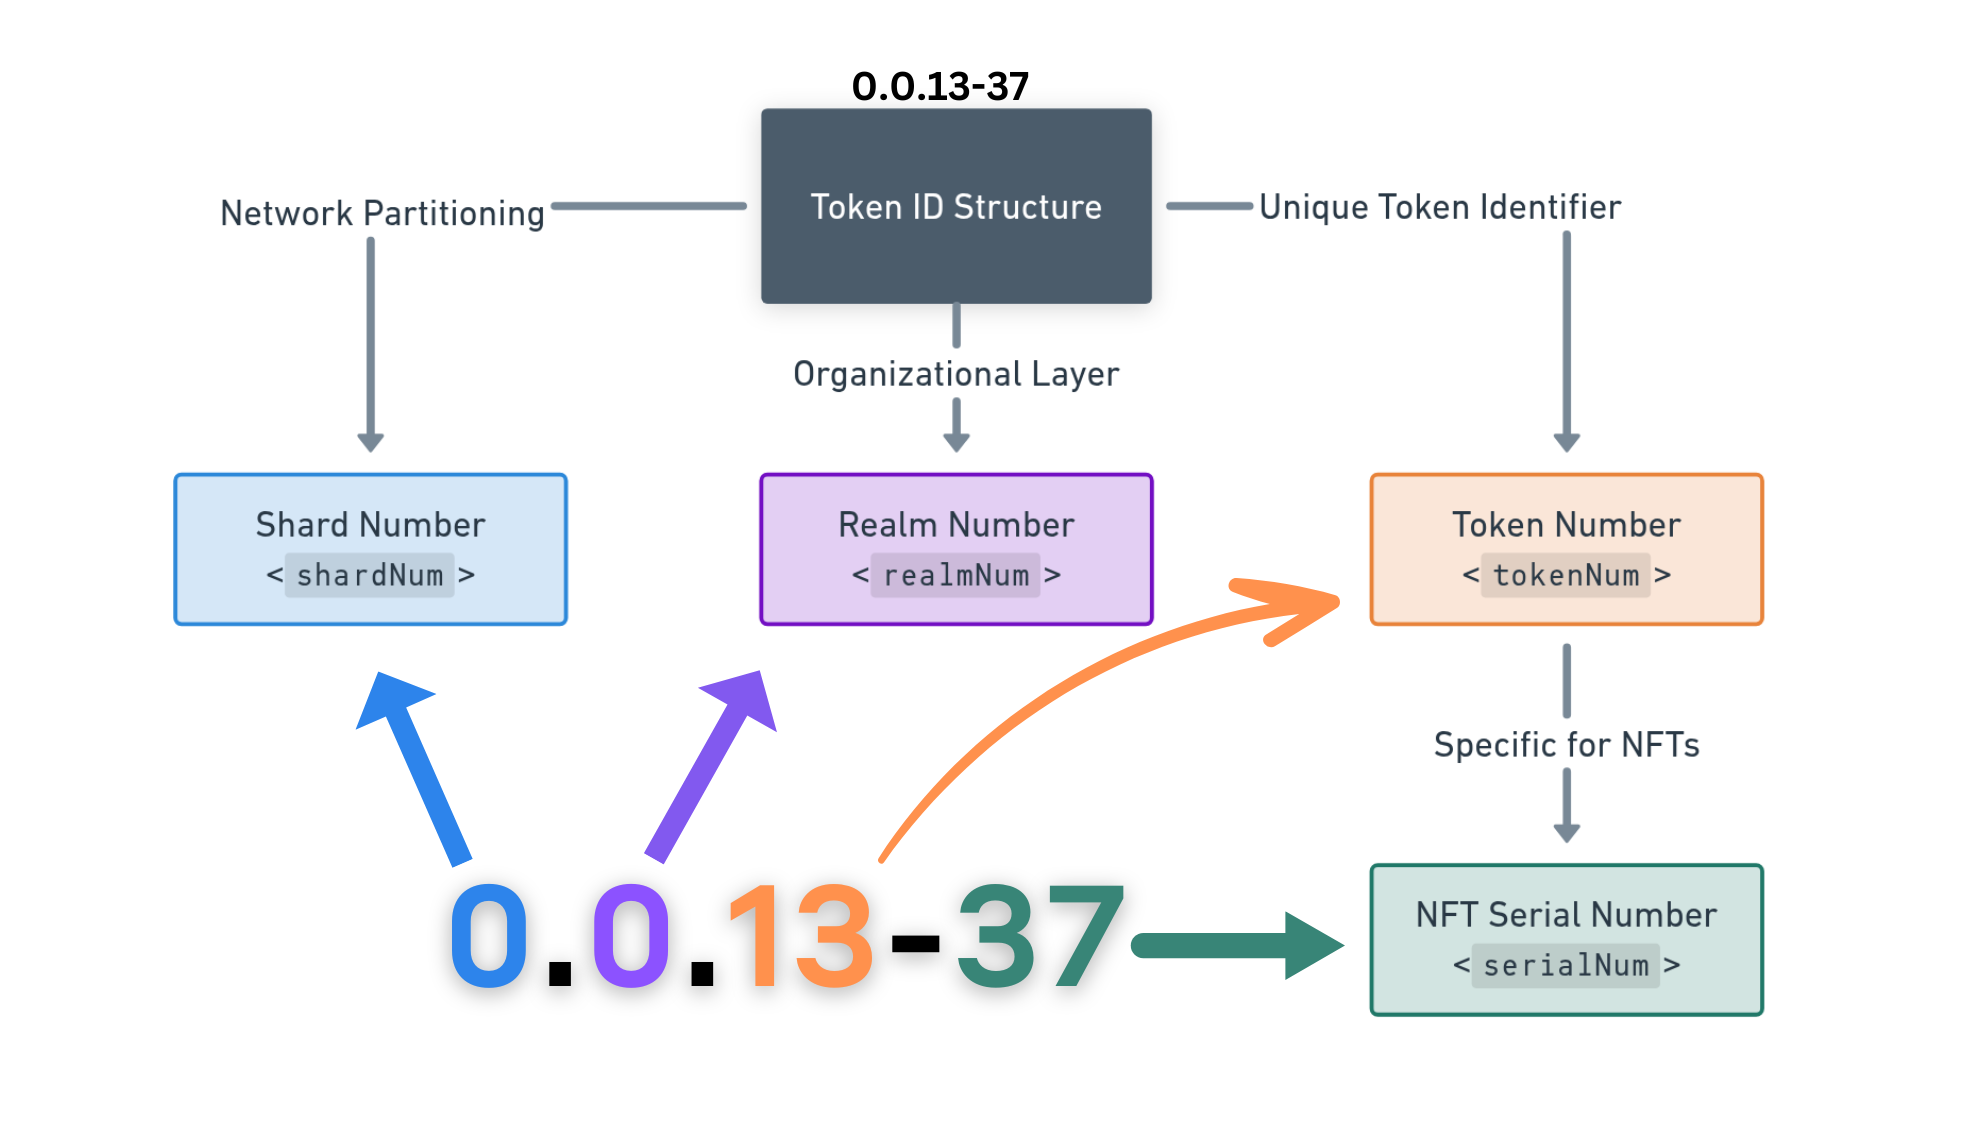 0.0.13-37
Token ID Structure
Network Partitioning
Unique Token Identifier
Organizational Layer
Shard Number
<shardNum>
Realm Number
<realmNum>
Token Number
<tokenNum>
Specific for NFTs
0.0.13-37
NFT Serial Number
<serialNum>